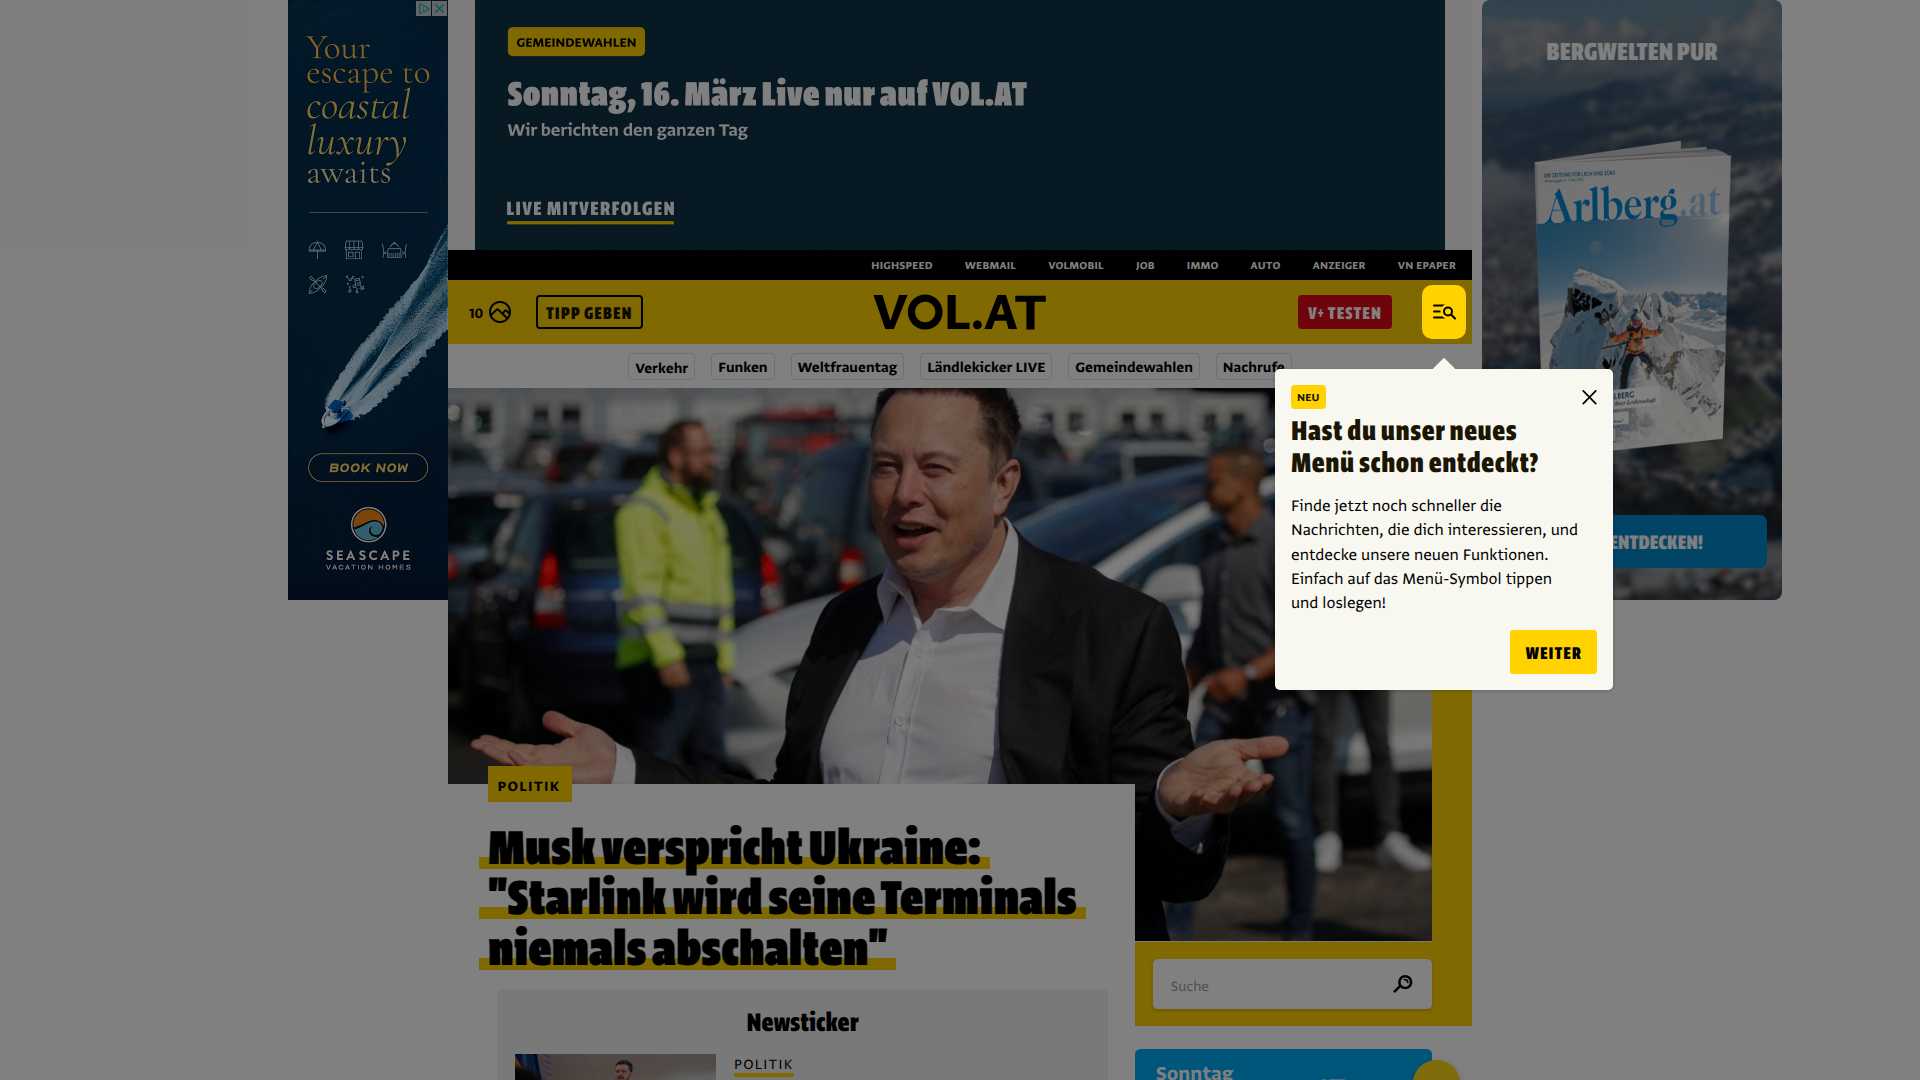 Your
escape to
coastal
luxury
awaits
BOOK NOW
SEASCAPE
VACATION HOMES
GEMEINDEWAHLEN
Sonntag, 16. März Live nur auf VOL.AT
Wir berichten den ganzen Tag
LIVE MITVERFOLGEN
BERGWELTEN PUR
Arlberg.at
ENTDECKEN!
HIGHSPEED WEBMAIL VOLMOBIL JOB IMMO AUTO ANZEIGER VN EPAPER
10 TIPP GEBEN VOL.AT V+ TESTEN
Verkehr Funken Weltfrauentag Ländlekicker LIVE Gemeindewahlen Nachrufe
NEU
Hast du unser neues
Menü schon entdeckt?
Finde jetzt noch schneller die
Nachrichten, die dich interessieren, und
entdecke unsere neuen Funktionen.
Einfach auf das Menü-Symbol tippen
und loslegen!
WEITER
POLITIK
Musk verspricht Ukraine:
"Starlink wird seine Terminals
niemals abschalten"
Suche
Newsticker
POLITIK
Sonntag